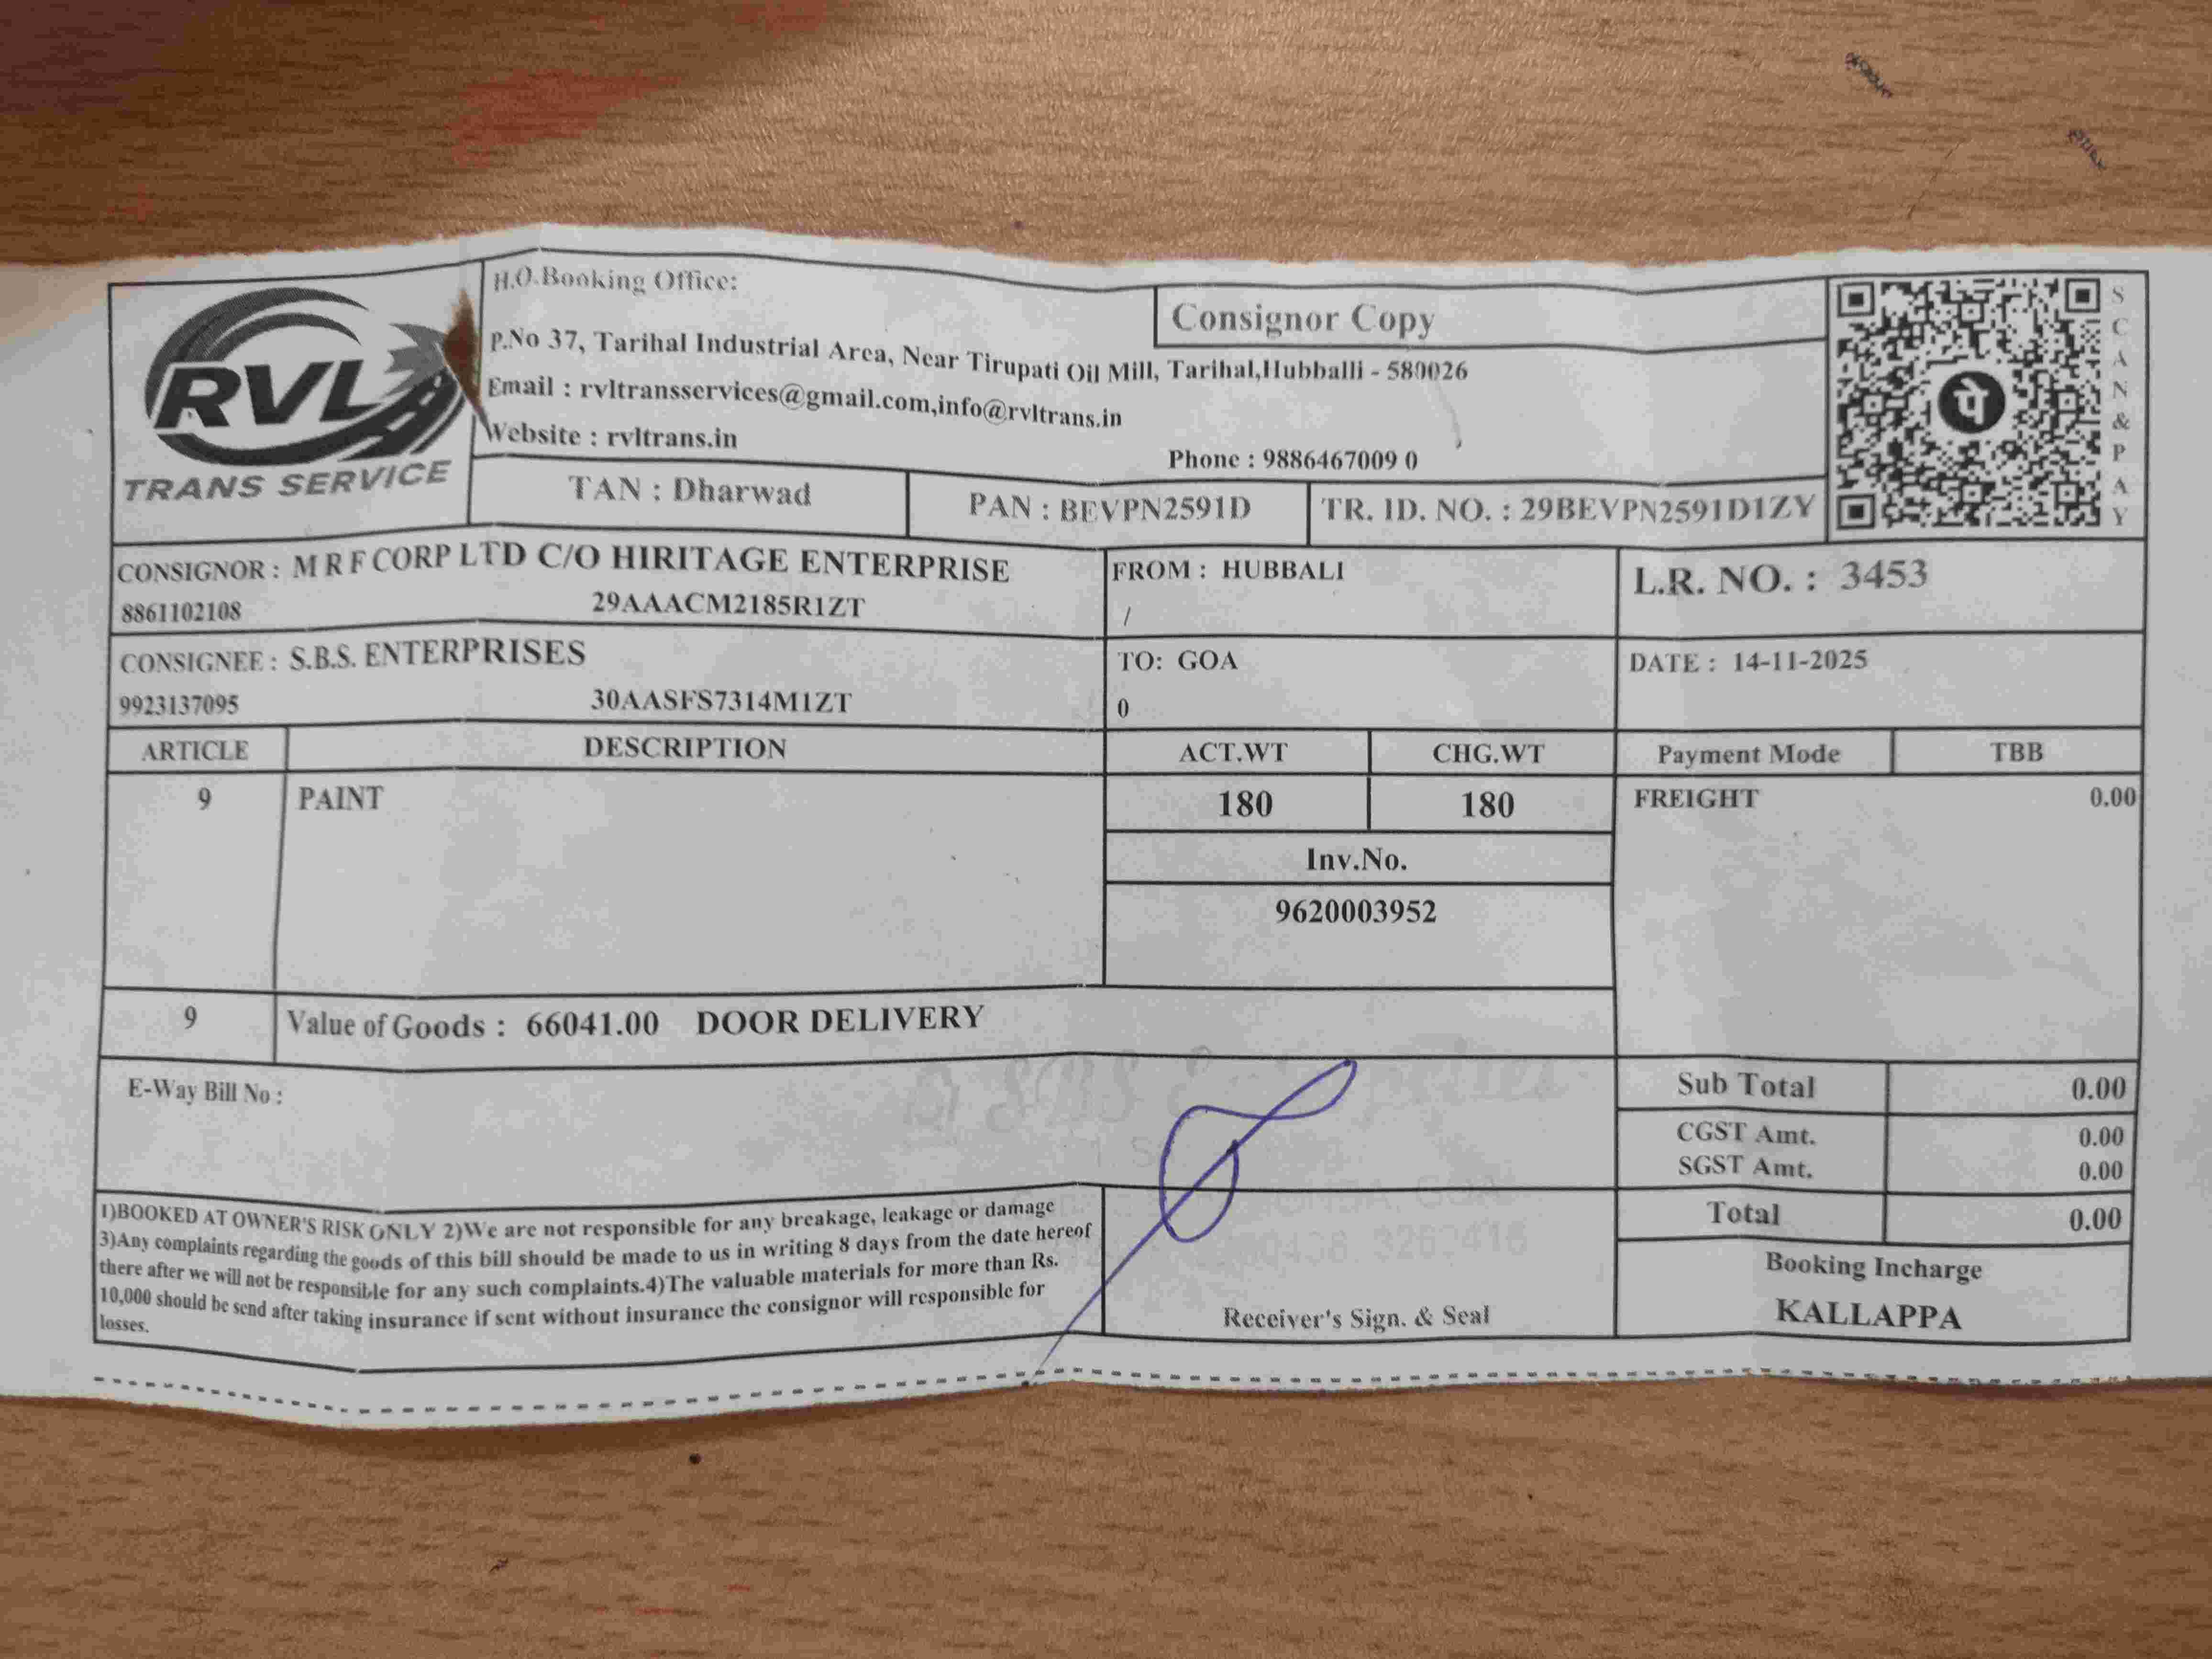 RVL
TRANS SERVICE
H.O.Booking Office:
Consignor Copy
P.No 37, Tarihal Industrial Area, Near Tirupati Oil Mill, Tarihal,Hubballi - 580026
Email : rvltransservices@gmail.com,info@rvltrans.in
Website : rvltrans.in
Phone : 9886467009 0
SCAN&PAY
पे
TAN : Dharwad
PAN : BEVPN2591D
TR. ID. NO. : 29BEVPN2591D1ZY
CONSIGNOR : M R F CORP LTD C/O HIRITAGE ENTERPRISE
8861102108 29AAACM2185R1ZT
FROM : HUBBALI
/
L.R. NO. : 3453
CONSIGNEE : S.B.S. ENTERPRISES
9923137095 30AASFS7314M1ZT
TO: GOA
0
DATE : 14-11-2025
ARTICLE DESCRIPTION ACT.WT CHG.WT Payment Mode TBB
9 PAINT 180 180 FREIGHT 0.00
Inv.No.
9620003952
9 Value of Goods : 66041.00 DOOR DELIVERY
E-Way Bill No :
Sub Total 0.00
CGST Amt. 0.00
SGST Amt. 0.00
Total 0.00
1)BOOKED AT OWNER'S RISK ONLY 2)We are not responsible for any breakage, leakage or damage
3)Any complaints regarding the goods of this bill should be made to us in writing 8 days from the date hereof
there after we will not be responsible for any such complaints.4)The valuable materials for more than Rs.
10,000 should be send after taking insurance if sent without insurance the consignor will responsible for
losses.
Receiver's Sign. & Seal
Booking Incharge
KALLAPPA